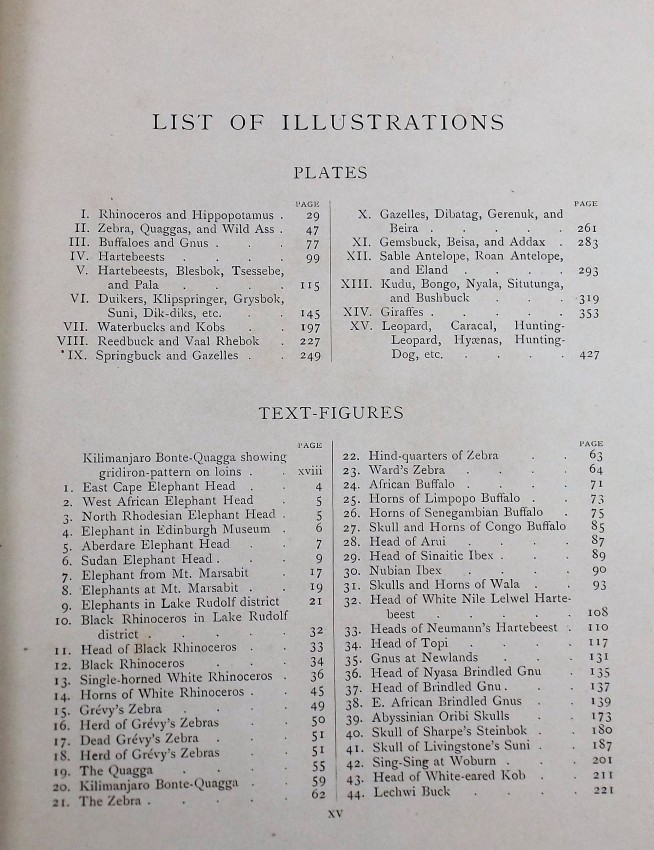 LIST OF ILLUSTRATIONS
PLATES
PAGE
I. Rhinoceros and Hippopotamus . 29
II. Zebra, Quaggas, and Wild Ass . 47
III. Buffaloes and Gnus . . . 77
IV. Hartebeests . . . . 99
V. Hartebeests, Blesbok, Tsessebe,
and Pala . . . . 115
VI. Duikers, Klipspringer, Grysbok,
Suni, Dik-diks, etc. . . 145
VII. Waterbucks and Kobs . . 197
VIII. Reedbuck and Vaal Rhebok . 227
IX. Springbuck and Gazelles . . 249
PAGE
X. Gazelles, Dibatag, Gerenuk, and
Beira . . . . . 261
XI. Gemsbuck, Beisa, and Addax . 283
XII. Sable Antelope, Roan Antelope,
and Eland . . . . 293
XIII. Kudu, Bongo, Nyala, Situtunga,
and Bushbuck . . . 319
XIV. Giraffes . . . . . 353
XV. Leopard, Caracal, Hunting-
Leopard, Hyænas, Hunting-
Dog, etc. . . . . 427
TEXT-FIGURES
PAGE
Kilimanjaro Bonte-Quagga showing
gridiron-pattern on loins . . xviii
1. East Cape Elephant Head . . 4
2. West African Elephant Head . 5
3. North Rhodesian Elephant Head . 5
4. Elephant in Edinburgh Museum . 6
5. Aberdare Elephant Head . . 7
6. Sudan Elephant Head . . . 9
7. Elephant from Mt. Marsabit . 17
8. Elephants at Mt. Marsabit . . 19
9. Elephants in Lake Rudolf district 21
10. Black Rhinoceros in Lake Rudolf
district . . . . . 32
11. Head of Black Rhinoceros . . 33
12. Black Rhinoceros . . . 34
13. Single-horned White Rhinoceros . 36
14. Horns of White Rhinoceros . . 45
15. Grévy's Zebra . . . . 49
16. Herd of Grévy's Zebras . . 50
17. Dead Grévy's Zebra . . . 51
18. Herd of Grévy's Zebras . . 51
19. The Quagga . . . . 55
20. Kilimanjaro Bonte-Quagga . . 59
21. The Zebra . . . . . 62
PAGE
22. Hind-quarters of Zebra . . 63
23. Ward's Zebra . . . . 64
24. African Buffalo . . . . 71
25. Horns of Limpopo Buffalo . . 73
26. Horns of Senegambian Buffalo . 75
27. Skull and Horns of Congo Buffalo 85
28. Head of Arui . . . . 87
29. Head of Sinaitic Ibex . . . 89
30. Nubian Ibex . . . . 90
31. Skulls and Horns of Wala . . 93
32. Head of White Nile Lelwel Harte-
beest . . . . . 108
33. Heads of Neumann's Hartebeest . 110
34. Head of Topi . . . . 117
35. Gnus at Newlands . . . 131
36. Head of Nyasa Brindled Gnu . 135
37. Head of Brindled Gnu . . . 137
38. E. African Brindled Gnus . . 139
39. Abyssinian Oribi Skulls . . 173
40. Skull of Sharpe's Steinbok . . 180
41. Skull of Livingstone's Suni . . 187
42. Sing-Sing at Woburn . . . 201
43. Head of White-eared Kob . . 211
44. Lechwi Buck . . . . 221
XV